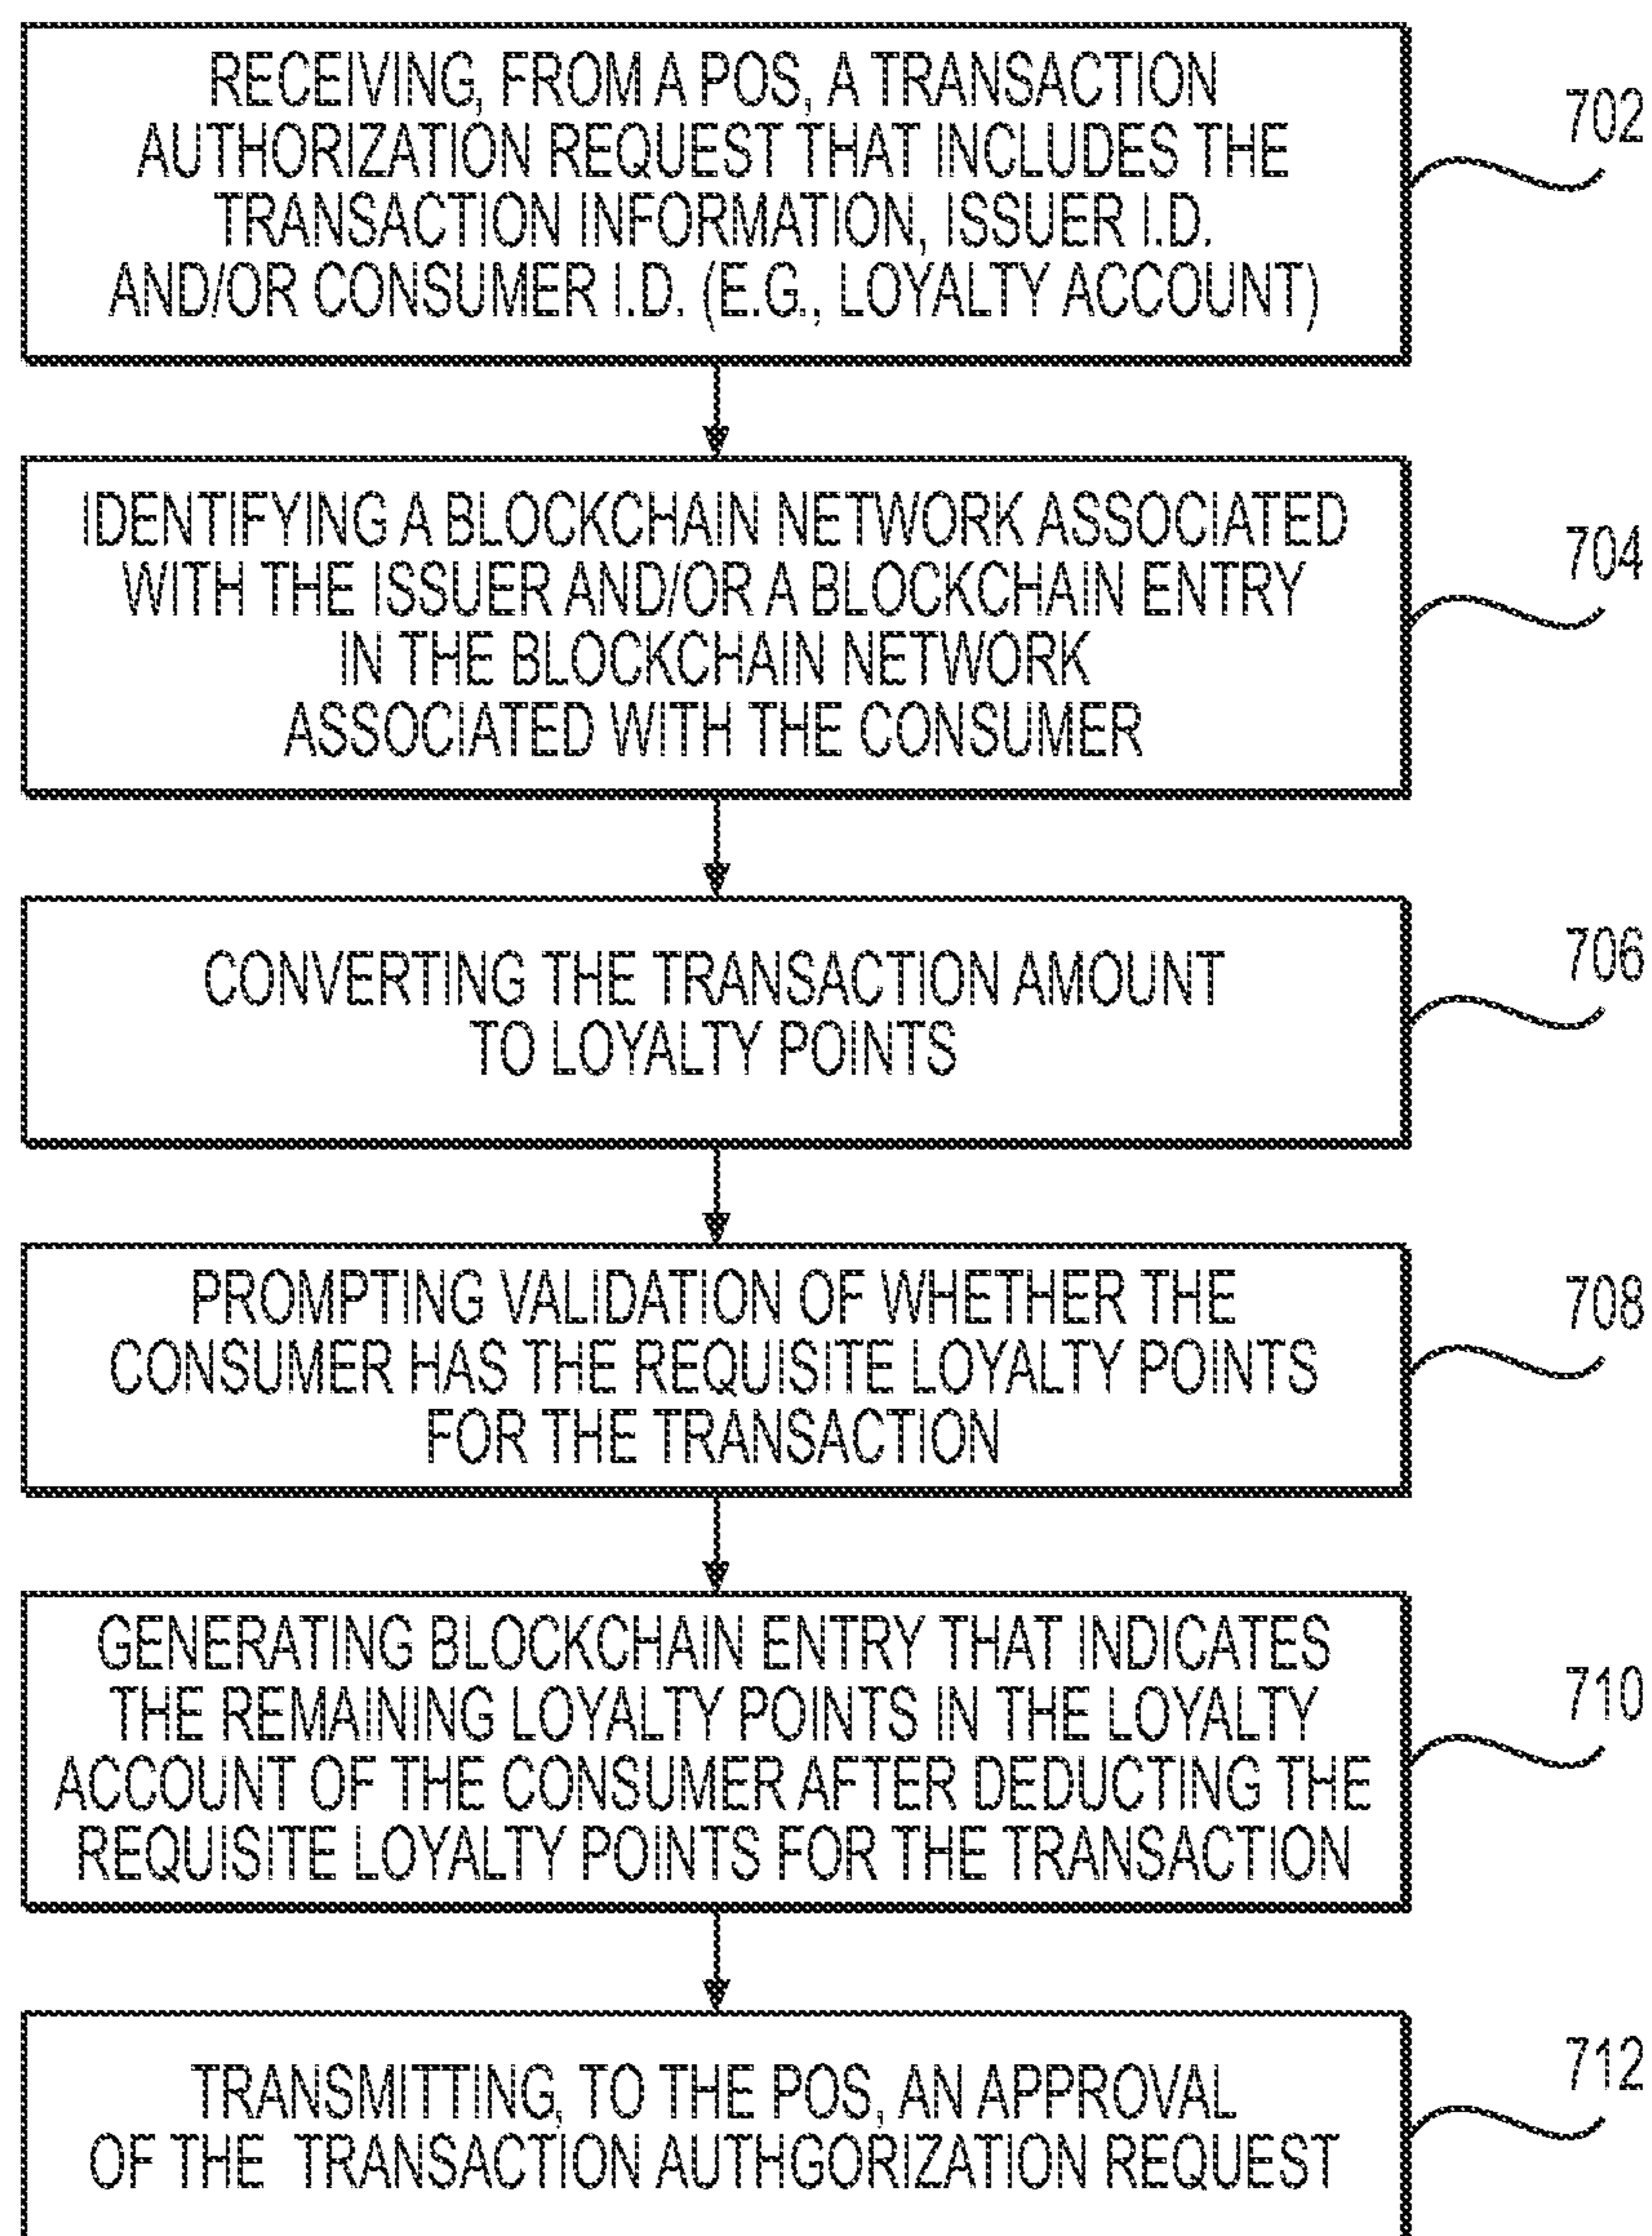 RECEIVING, FROM A POS, A TRANSACTION
AUTHORIZATION REQUEST THAT INCLUDES THE
TRANSACTION INFORMATION, ISSUER I.D.
AND/OR CONSUMER I.D. (E.G., LOYALTY ACCOUNT)
702
IDENTIFYING A BLOCKCHAIN NETWORK ASSOCIATED
WITH THE ISSUER AND/OR A BLOCKCHAIN ENTRY
IN THE BLOCKCHAIN NETWORK
ASSOCIATED WITH THE CONSUMER
704
CONVERTING THE TRANSACTION AMOUNT
TO LOYALTY POINTS
706
PROMPTING VALIDATION OF WHETHER THE
CONSUMER HAS THE REQUISITE LOYALTY POINTS
FOR THE TRANSACTION
708
GENERATING BLOCKCHAIN ENTRY THAT INDICATES
THE REMAINING LOYALTY POINTS IN THE LOYALTY
ACCOUNT OF THE CONSUMER AFTER DEDUCTING THE
REQUISITE LOYALTY POINTS FOR THE TRANSACTION
710
TRANSMITTING, TO THE POS, AN APPROVAL
OF THE TRANSACTION AUTHGORIZATION REQUEST
712